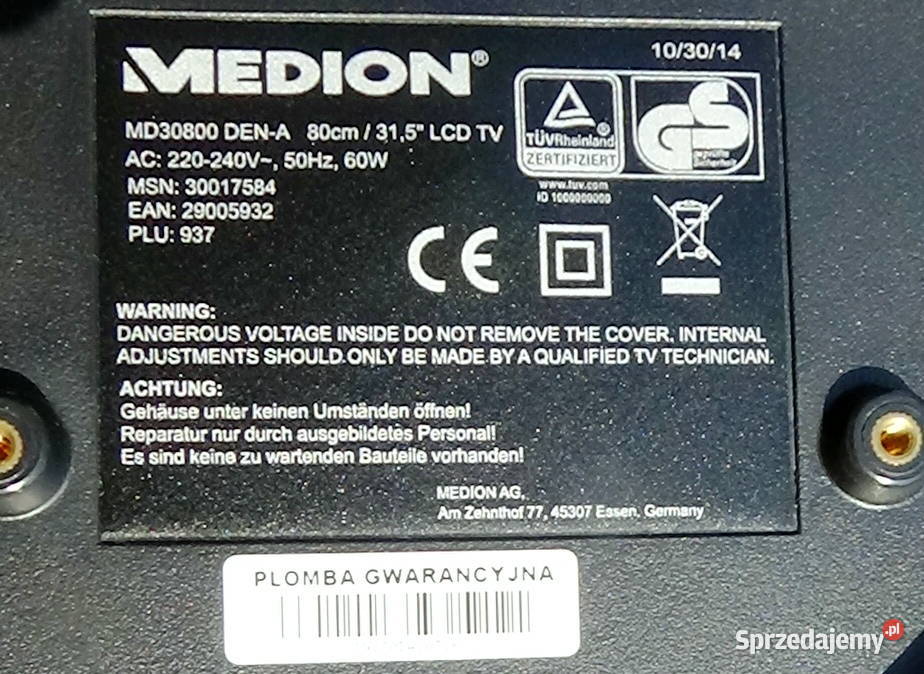 MEDION®
10/30/14
MD30800 DEN-A 80cm / 31,5" LCD TV
AC: 220-240V~, 50Hz, 60W
MSN: 30017584
EAN: 29005932
PLU: 937
TÜVRheinland®
ZERTIFIZIERT
www.tuv.com
ID 1000000000
GS
geprüfte
Sicherheit
CE
WARNING:
DANGEROUS VOLTAGE INSIDE DO NOT REMOVE THE COVER. INTERNAL
ADJUSTMENTS SHOULD ONLY BE MADE BY A QUALIFIED TV TECHNICIAN.
ACHTUNG:
Gehäuse unter keinen Umständen öffnen!
Reparatur nur durch ausgebildetes Personal!
Es sind keine zu wartenden Bauteile vorhanden!
MEDION AG,
Am Zehnthof 77, 45307 Essen, Germany
PLOMBA GWARANCYJNA
Sprzedajemy.pl